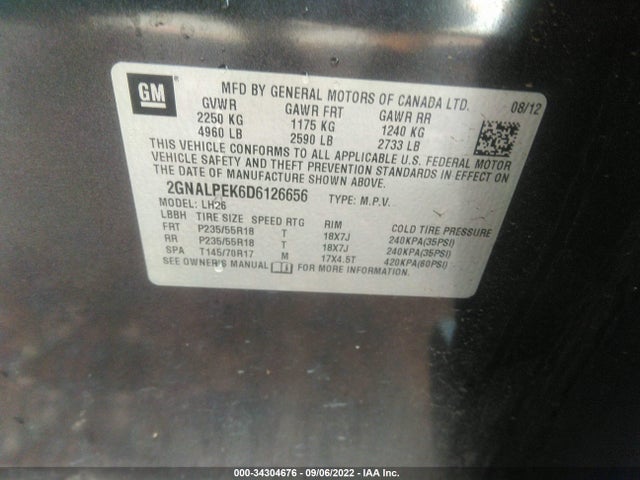 GM
MFD BY GENERAL MOTORS OF CANADA LTD. 08/12
GVWR GAWR FRT GAWR RR
2250 KG 1175 KG 1240 KG
4960 LB 2590 LB 2733 LB
THIS VEHICLE CONFORMS TO ALL APPLICABLE U.S. FEDERAL MOTOR
VEHICLE SAFETY AND THEFT PREVENTION STANDARDS IN EFFECT ON
THE DATE OF MANUFACTURE SHOWN ABOVE.
2GNALPEK6D6126656 TYPE: M.P.V.
MODEL: LH26
LBBH TIRE SIZE SPEED RTG RIM COLD TIRE PRESSURE
FRT P235/55R18 T 18X7J 240KPA(35PSI)
RR P235/55R18 T 18X7J 240KPA(35PSI)
SPA T145/70R17 M 17X4.5T 420KPA(60PSI)
SEE OWNER'S MANUAL FOR MORE INFORMATION
000-34304676 - 09/06/2022 - IAA Inc.